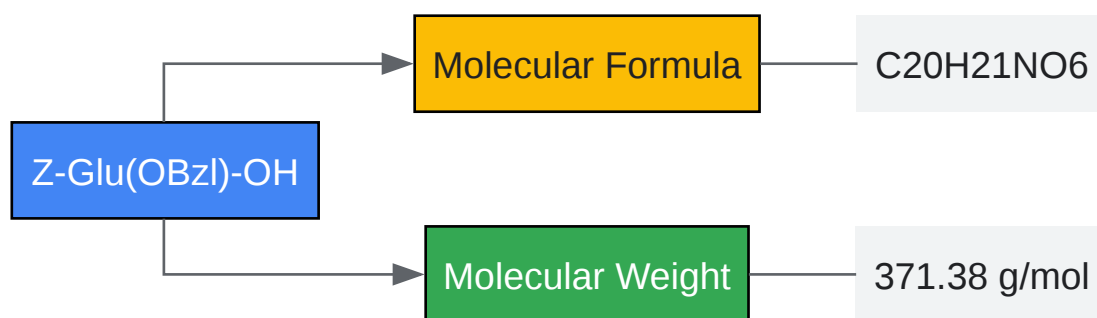 Molecular Formula
C20H21NO6
Z-Glu(OBzl)-OH
Molecular Weight
371.38 g/mol